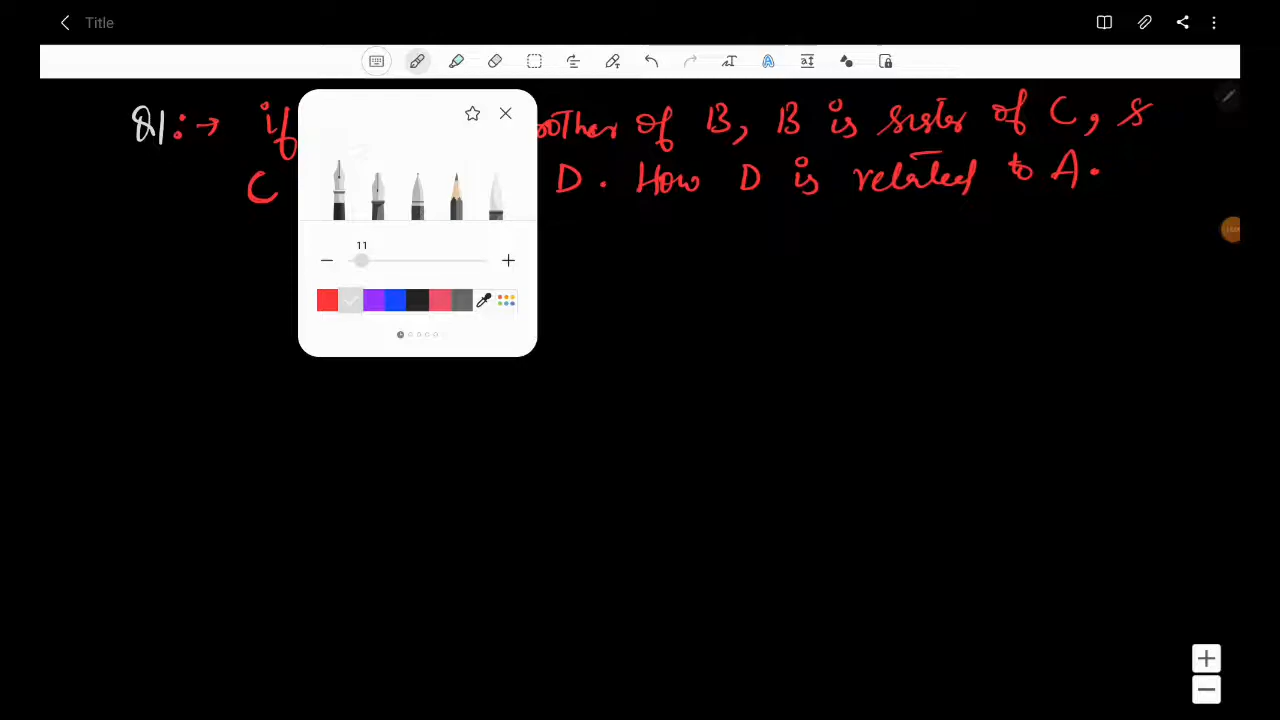 Title
Q1:→ if other of B, B is sister of C, &
C D. How D is related to A.
11